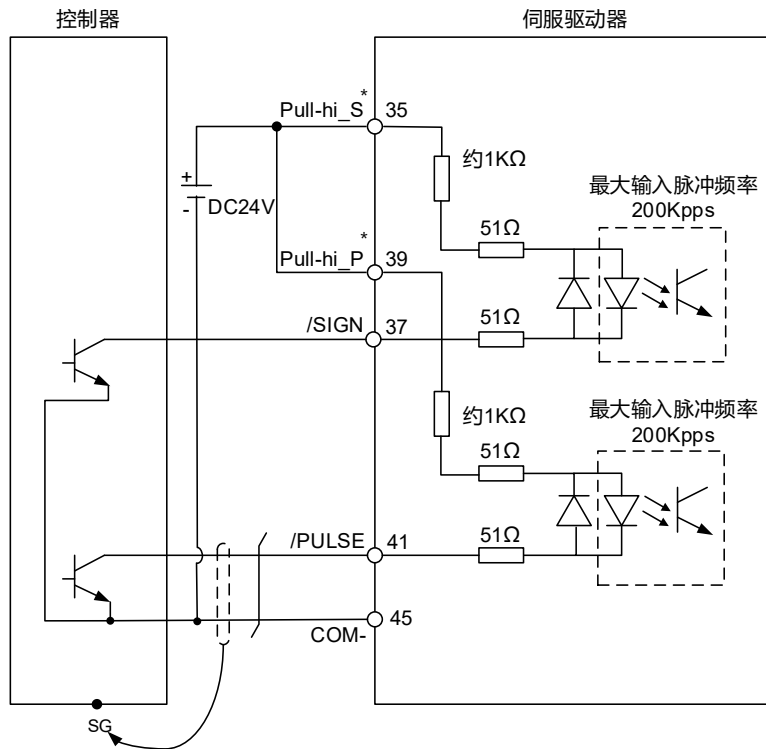 控制器
伺服驱动器
*
Pull-hi_S
35
约1KΩ
+
-
DC24V
51Ω
最大输入脉冲频率
200Kpps
*
Pull-hi_P
39
/SIGN
37
51Ω
约1KΩ
最大输入脉冲频率
200Kpps
51Ω
/PULSE
41
51Ω
45
COM-
SG